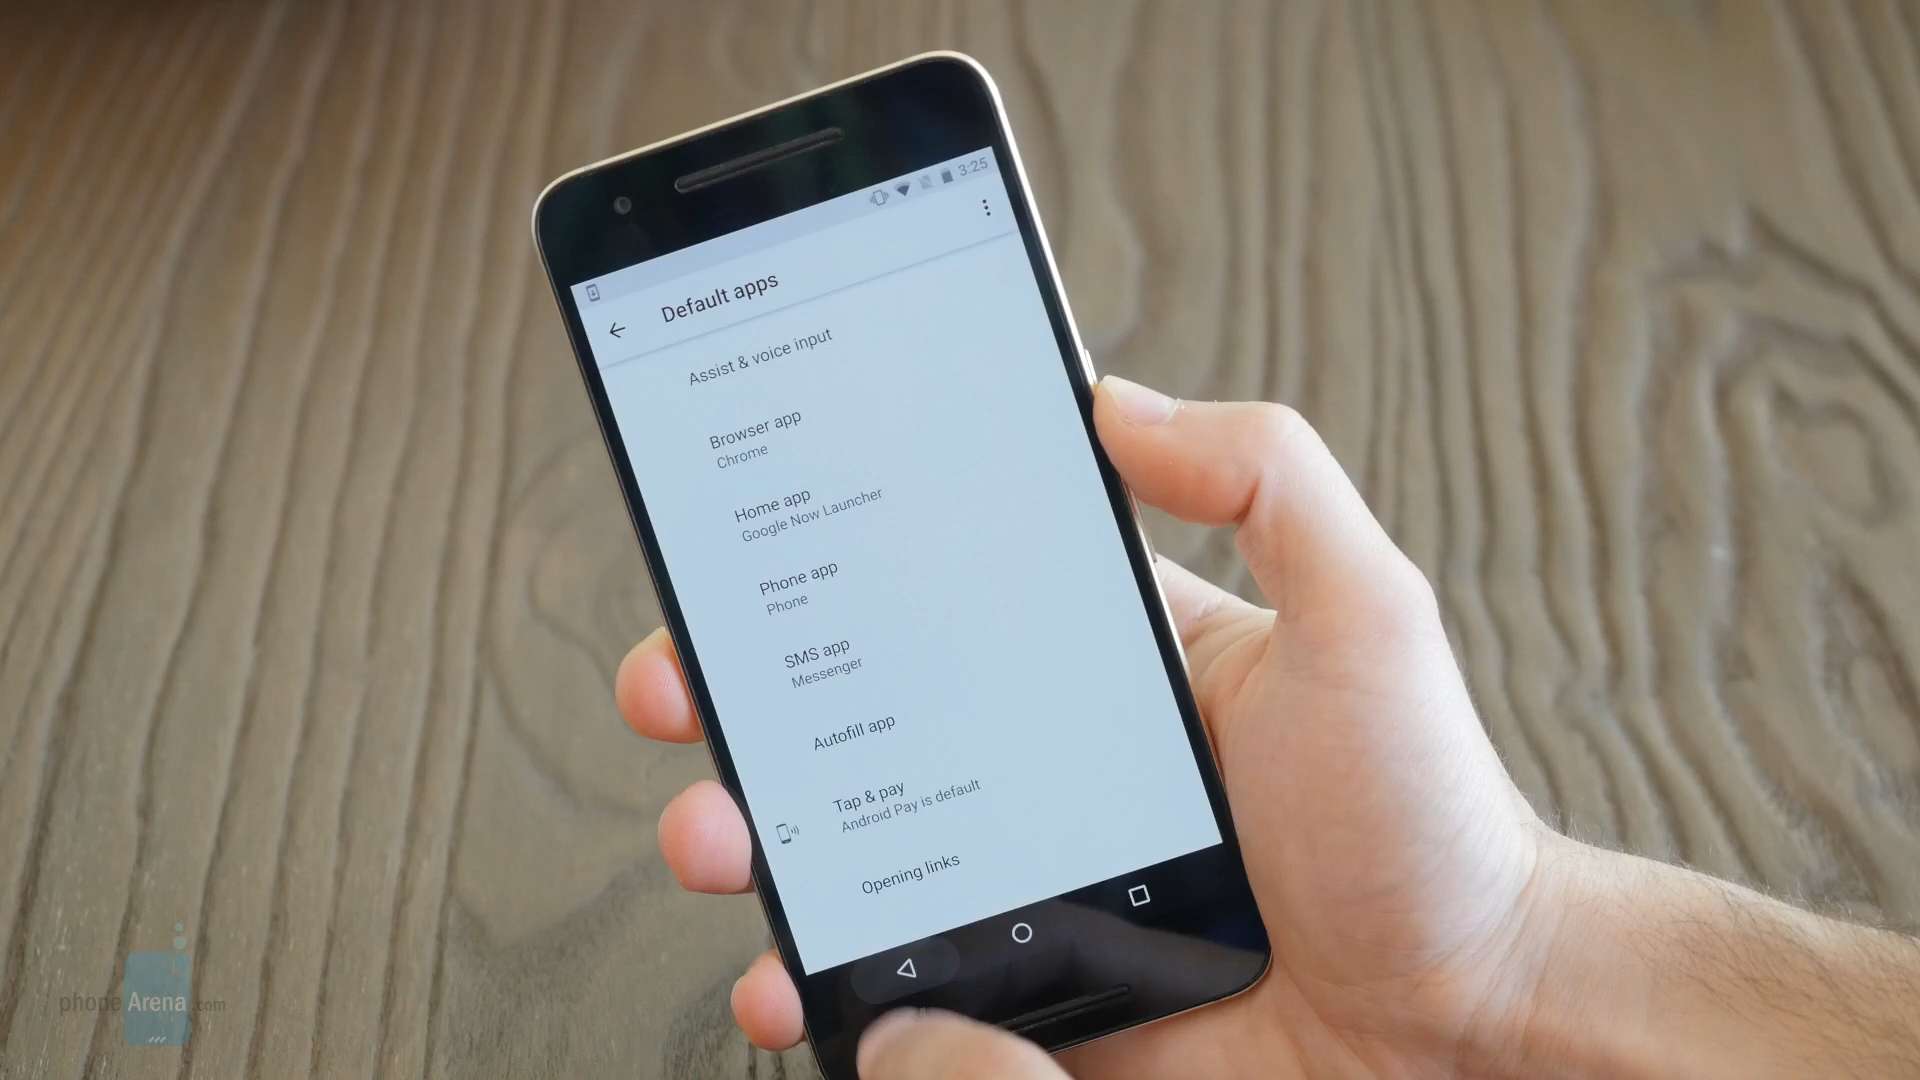 3:25
Default apps
Assist & voice input
Browser app
Chrome
Home app
Google Now Launcher
Phone app
Phone
SMS app
Messenger
Autofill app
Tap & pay
Android Pay is default
Opening links
phoneArena.com